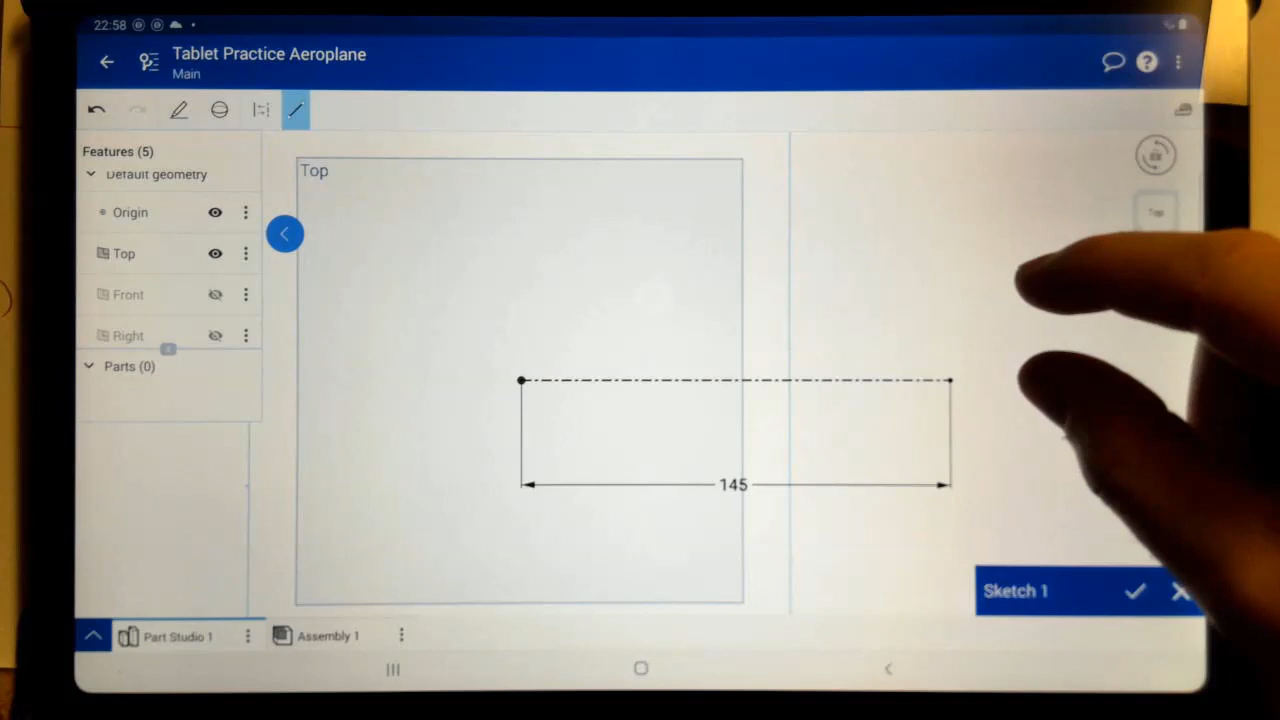 22:58
Tablet Practice Aeroplane
Main
Features (5)
Default geometry
Origin
Top
Front
Right
Parts (0)
Top
145
Top
Sketch 1
Part Studio 1
Assembly 1